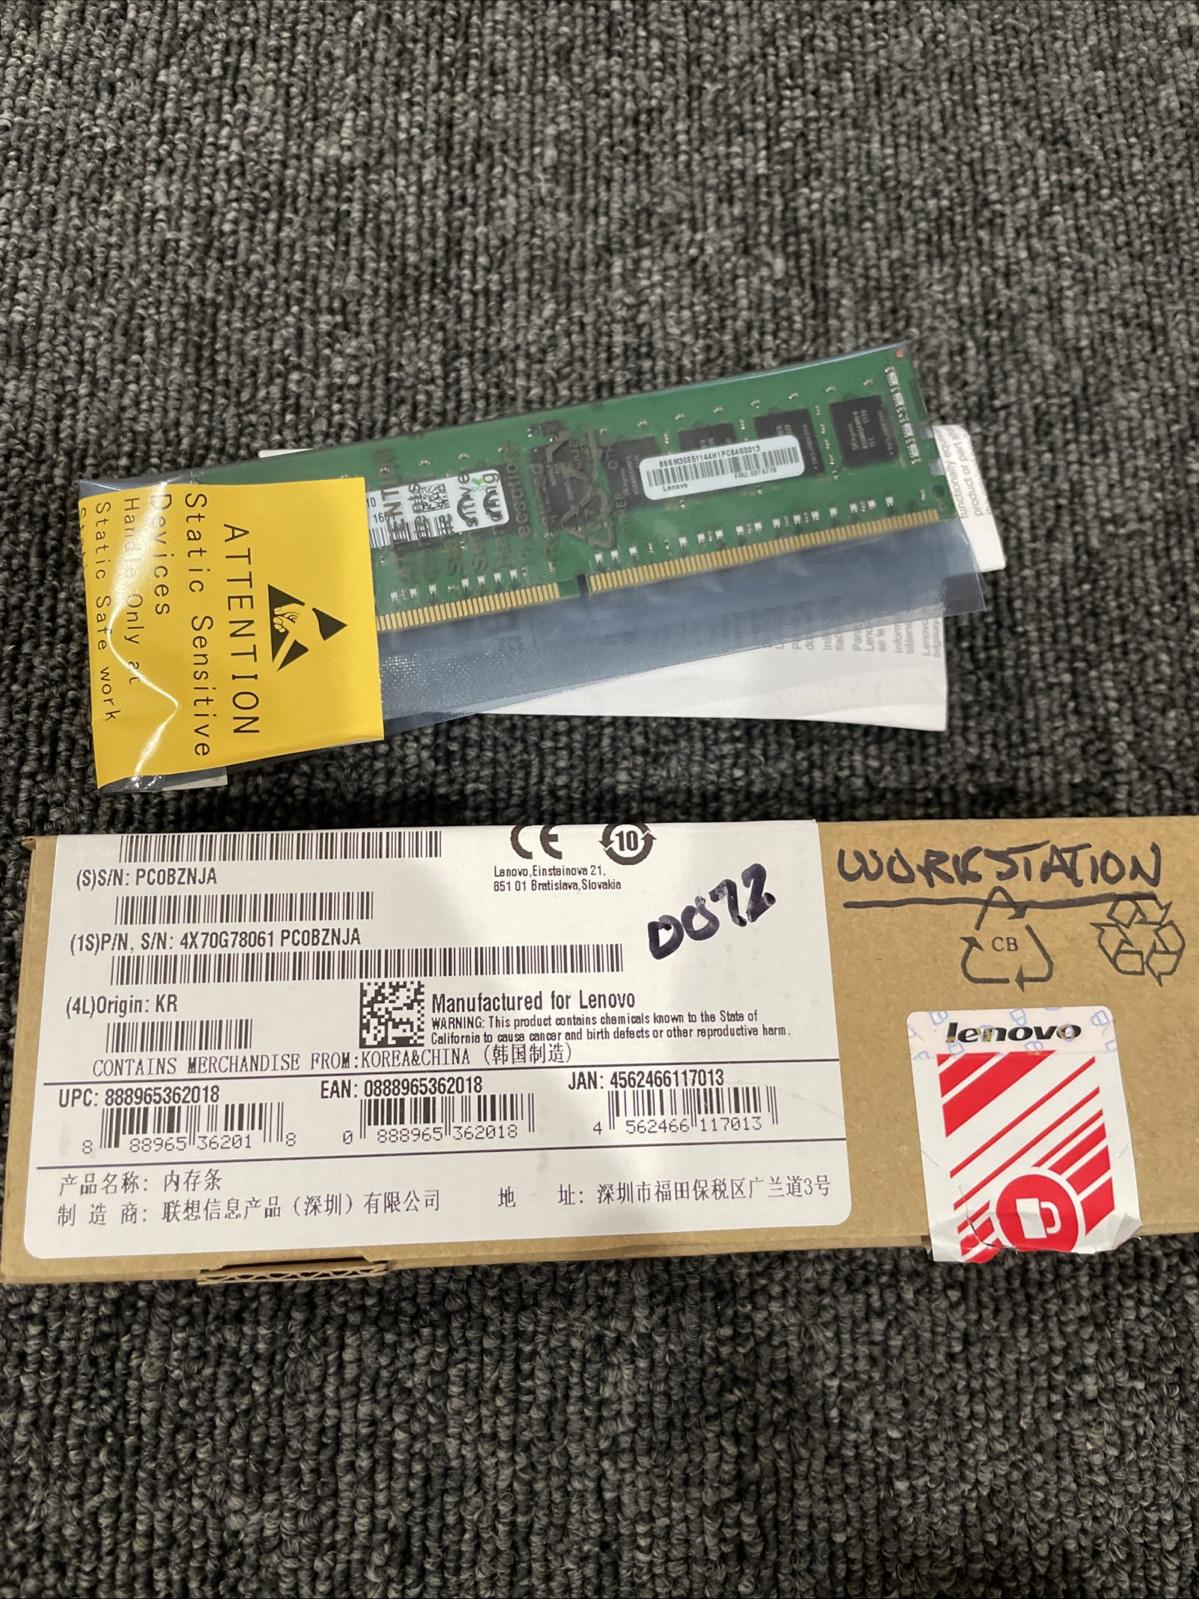 8SSM30E51144H1PC6AS0013
Lenovo
ATTENTION
Static Sensitive
Devices
Handle Only at
Static Safe work
(S)S/N: PC0BZNJA
CE
10
Lenovo,Einsteinova 21,
851 01 Bratislava,Slovakia
(1S)P/N, S/N: 4X70G78061 PC0BZNJA
D072
WORKSTATION
CB
(4L)Origin: KR
Manufactured for Lenovo
WARNING: This product contains chemicals known to the State of
California to cause cancer and birth defects or other reproductive harm.
CONTAINS MERCHANDISE FROM:KOREA&CHINA (韩国制造)
lenovo
UPC: 888965362018
EAN: 0888965362018
JAN: 4562466117013
8 88965 36201 8
0 888965 362018
4 562466 117013
产品名称: 内存条
制 造 商: 联想信息产品 (深圳) 有限公司 地 址: 深圳市福田保税区广兰道3号